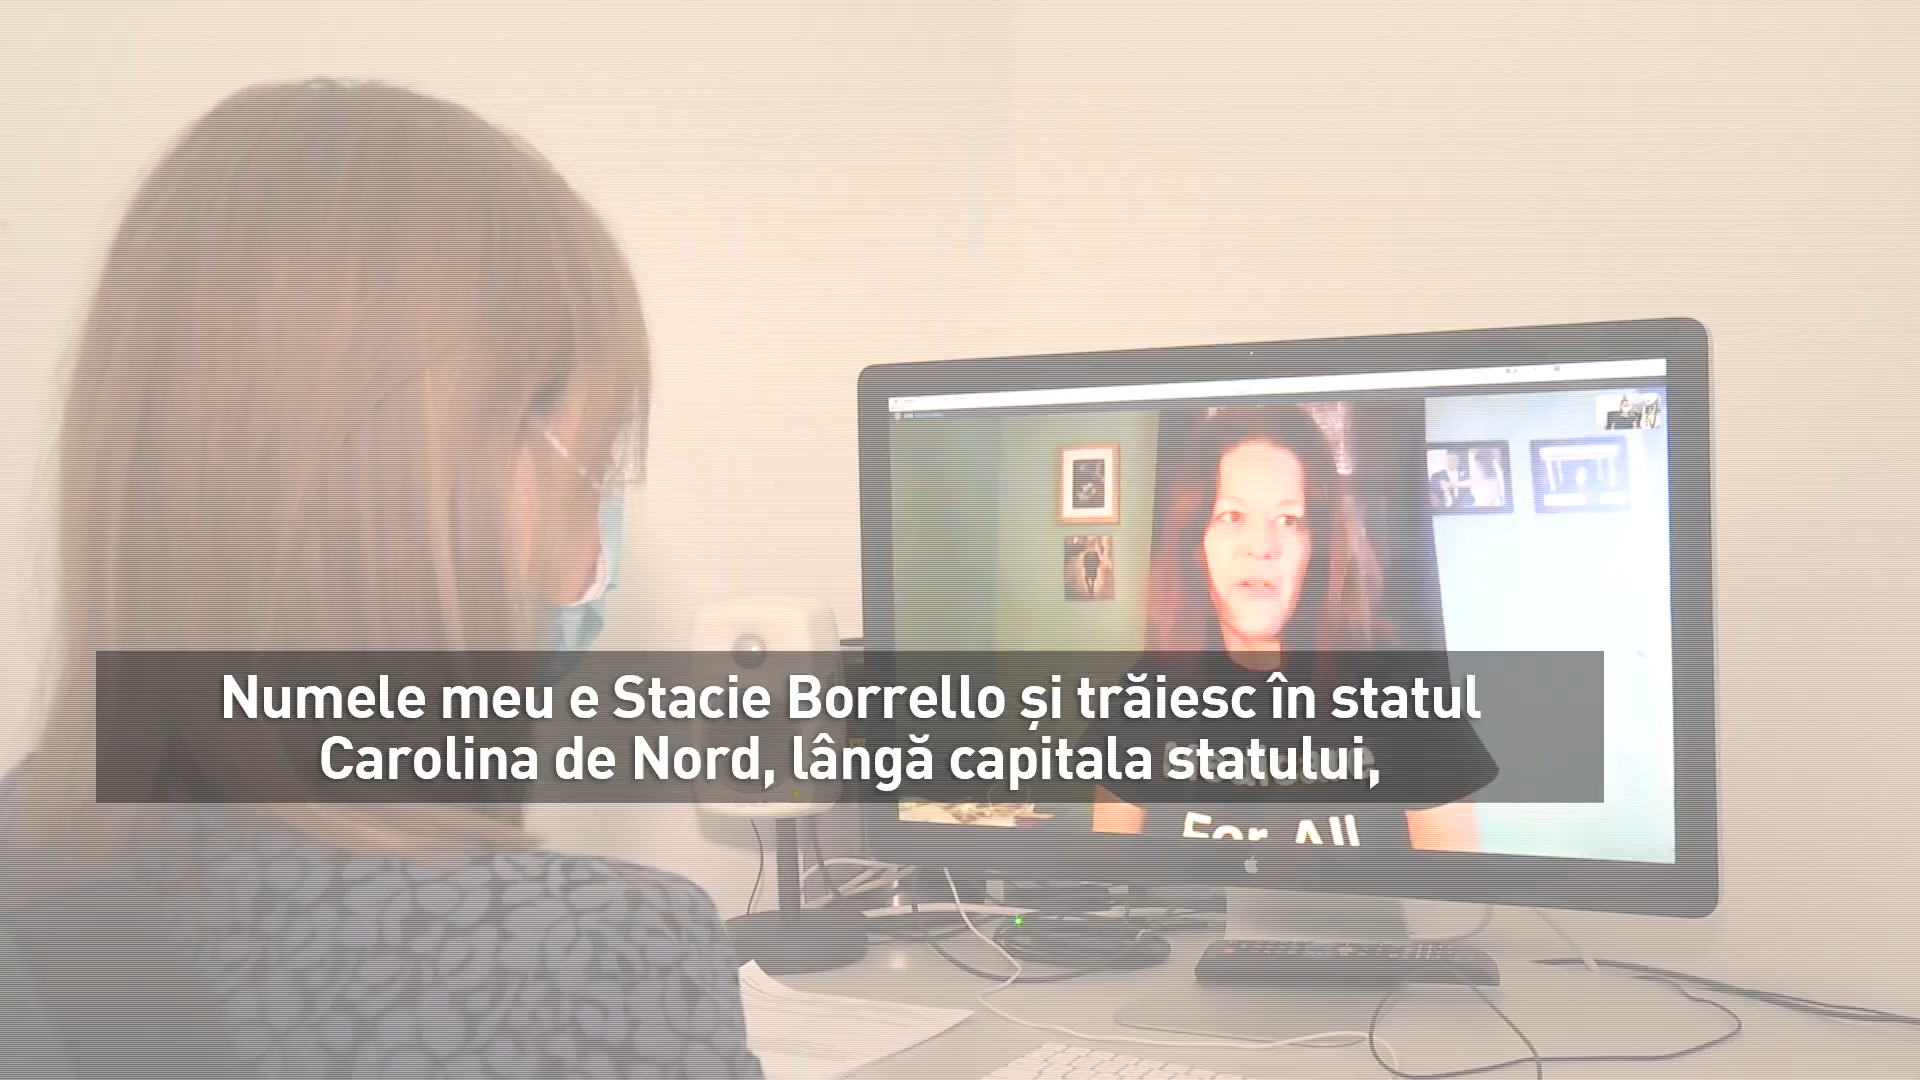 Numele meu e Stacie Borrello și trăiesc în statul
Carolina de Nord, lângă capitala statului,
For All